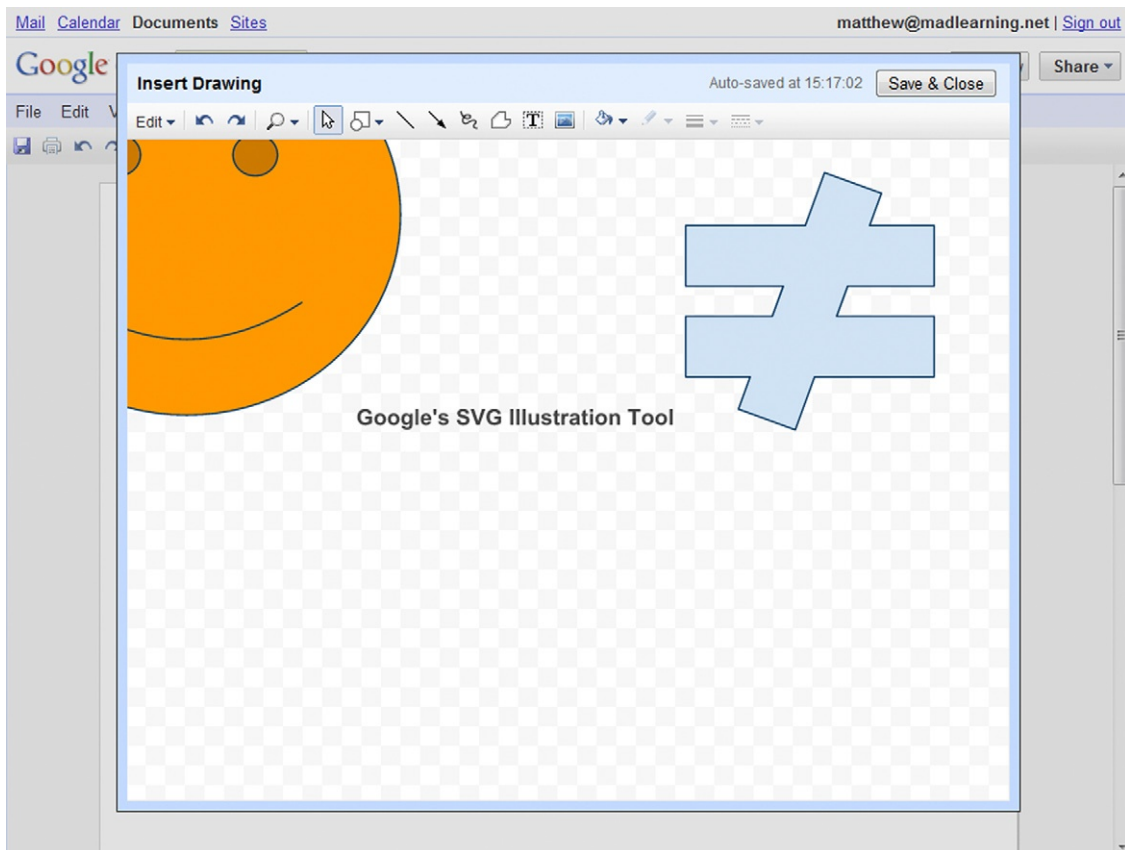 Mail Calendar Documents Sites
matthew@madlearning.net | Sign out
Google
Share
File Edit
Insert Drawing
Auto-saved at 15:17:02
Save & Close
Edit
T
Google's SVG Illustration Tool